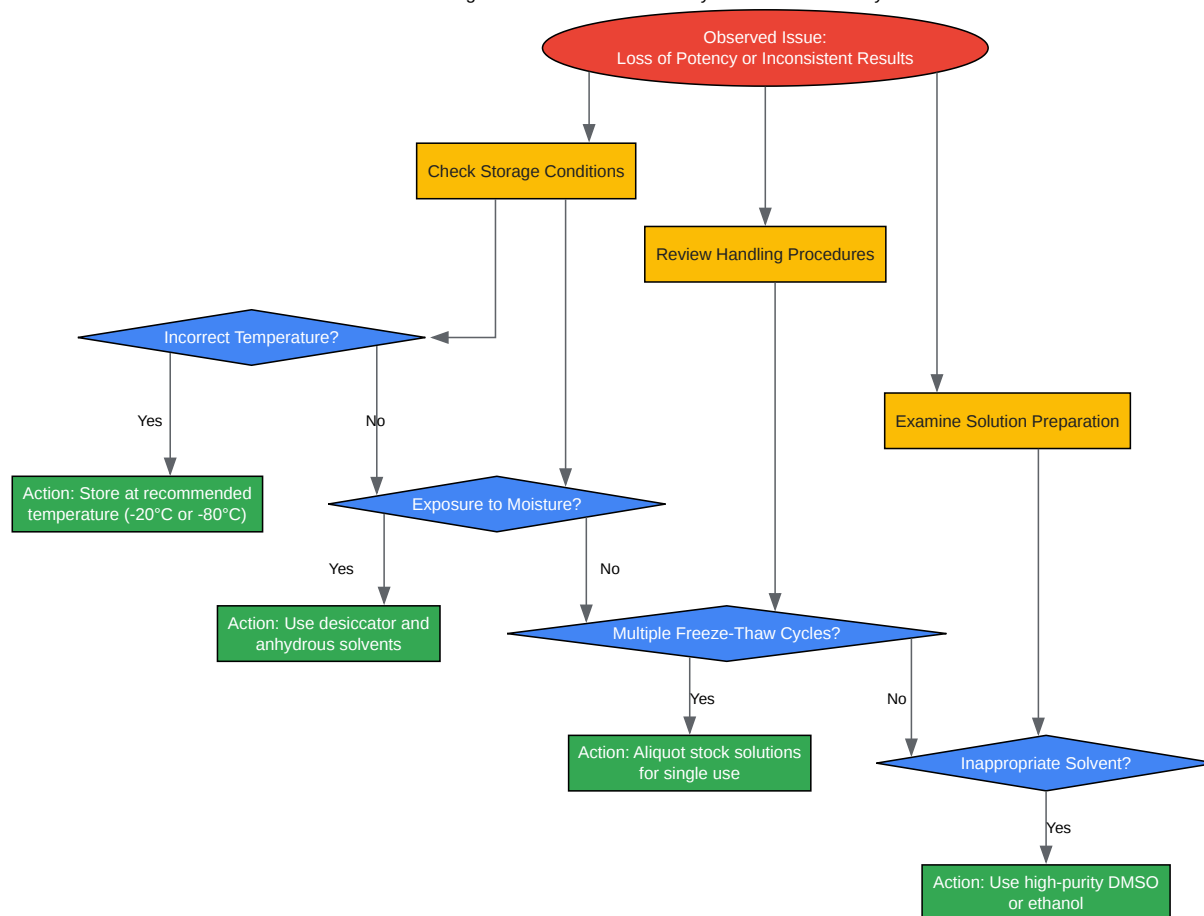 Observed Issue:
Loss of Potency or Inconsistent Results
Check Storage Conditions
Review Handling Procedures
Incorrect Temperature?
Yes
No
Examine Solution Preparation
Action: Store at recommended
temperature (-20°C or -80°C)
Exposure to Moisture?
Yes
No
Action: Use desiccator and
anhydrous solvents
Multiple Freeze-Thaw Cycles?
Yes
No
Action: Aliquot stock solutions
for single use
Inappropriate Solvent?
Yes
Action: Use high-purity DMSO
or ethanol